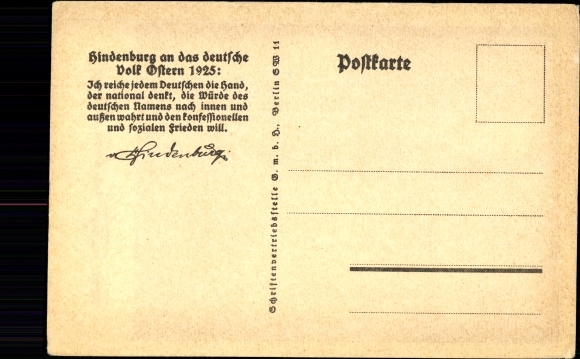 Hindenburg an das deutsche
Volk Ostern 1925:
Ich reiche jedem Deutschen die Hand,
der national denkt, die Würde des
deutschen Namens nach innen und
außen wahrt und den konfessionellen
und sozialen Frieden will.
v. Hindenburg.
Schriftenvertriebsstelle G. m. b. H., Berlin SW 11
Postkarte